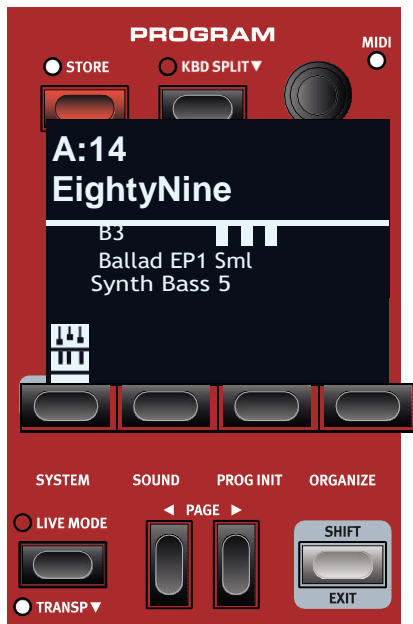 PROGRAM
MIDI
STORE
KBD SPLIT▼
A:14
EightyNine
B3
Ballad EP1 Sml
Synth Bass 5
SYSTEM SOUND PROG INIT ORGANIZE
◀ PAGE ▶
LIVE MODE
SHIFT
EXIT
TRANSP▼